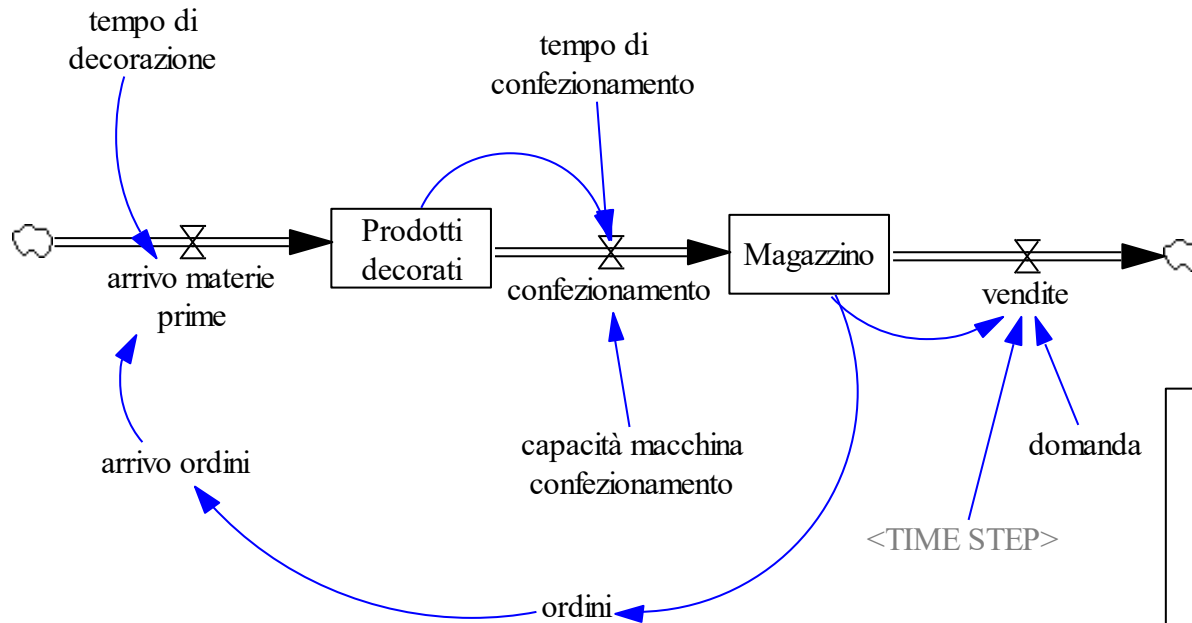 tempo di
decorazione
tempo di
confezionamento
Prodotti
decorati
Magazzino
arrivo materie
prime
confezionamento
vendite
capacità macchina
confezionamento
domanda
arrivo ordini
<TIME STEP>
ordini